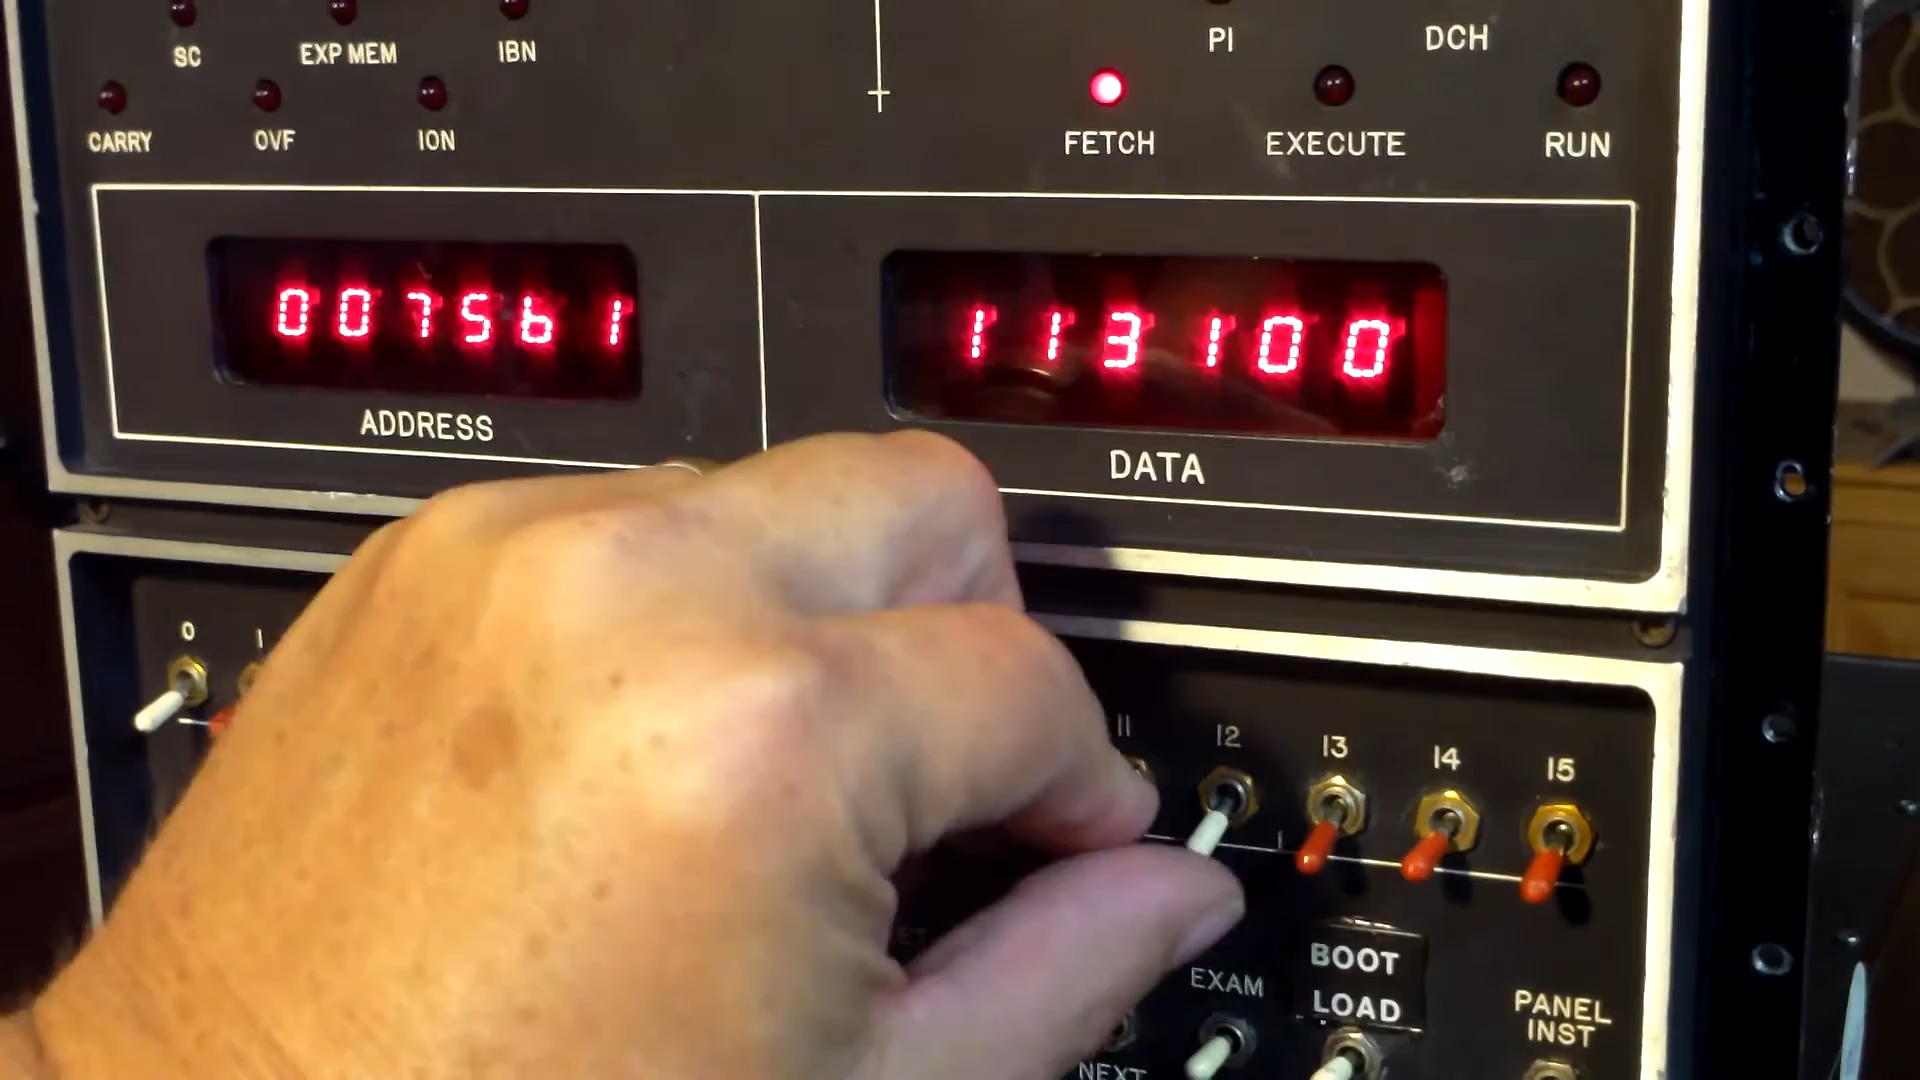 PI DCH
SC EXP MEM IBN
CARRY OVF ION FETCH EXECUTE RUN
007561 113100
ADDRESS DATA
0 1 11 12 13 14 15
EXAM BOOT
LOAD PANEL
INST
NEXT